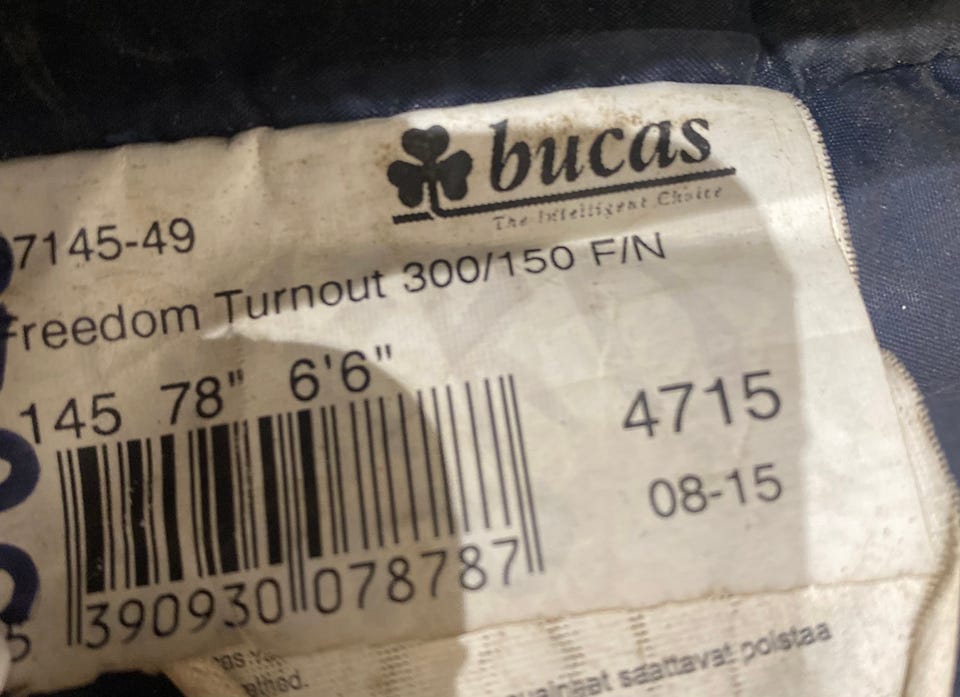 bucas
The Intelligent Choice
7145-49
Freedom Turnout 300/150 F/N
145 78" 6'6"
4715
08-15
5 390930 078787
saattavat poistaa